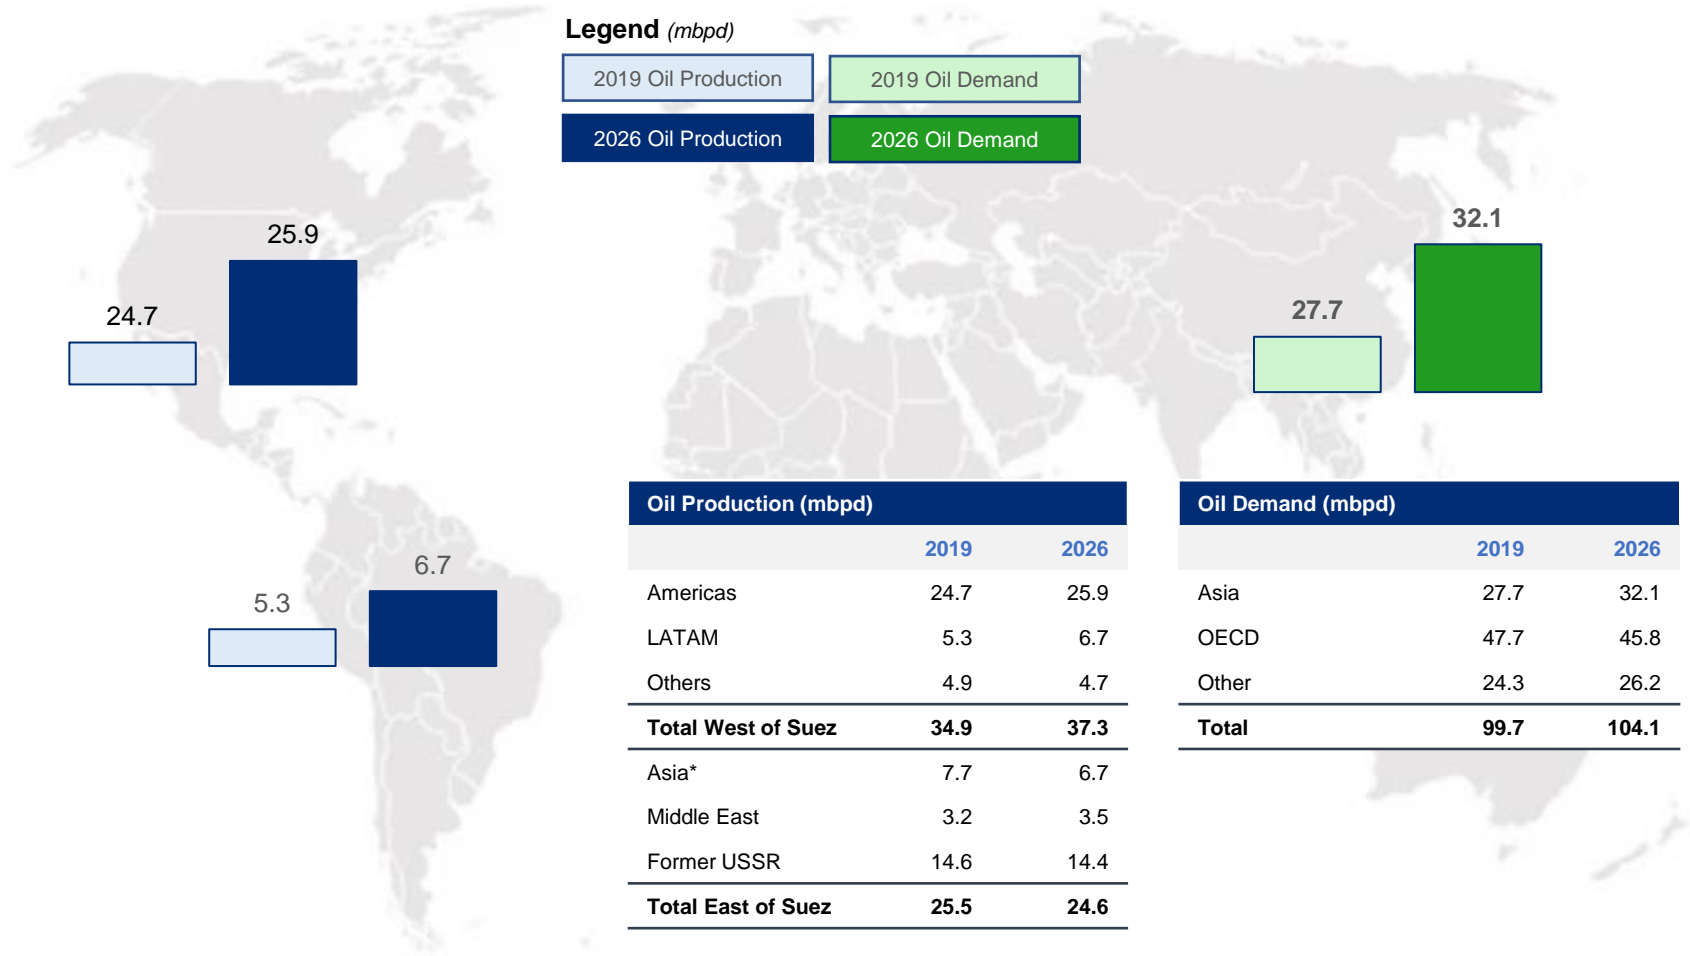 Legend (mbpd)
2019 Oil Production
2019 Oil Demand
2026 Oil Production
2026 Oil Demand
24.7
25.9
27.7
32.1
5.3
6.7
Oil Production (mbpd)
2019 2026
Americas 24.7 25.9
LATAM 5.3 6.7
Others 4.9 4.7
Total West of Suez 34.9 37.3
Asia* 7.7 6.7
Middle East 3.2 3.5
Former USSR 14.6 14.4
Total East of Suez 25.5 24.6
Oil Demand (mbpd)
2019 2026
Asia 27.7 32.1
OECD 47.7 45.8
Other 24.3 26.2
Total 99.7 104.1